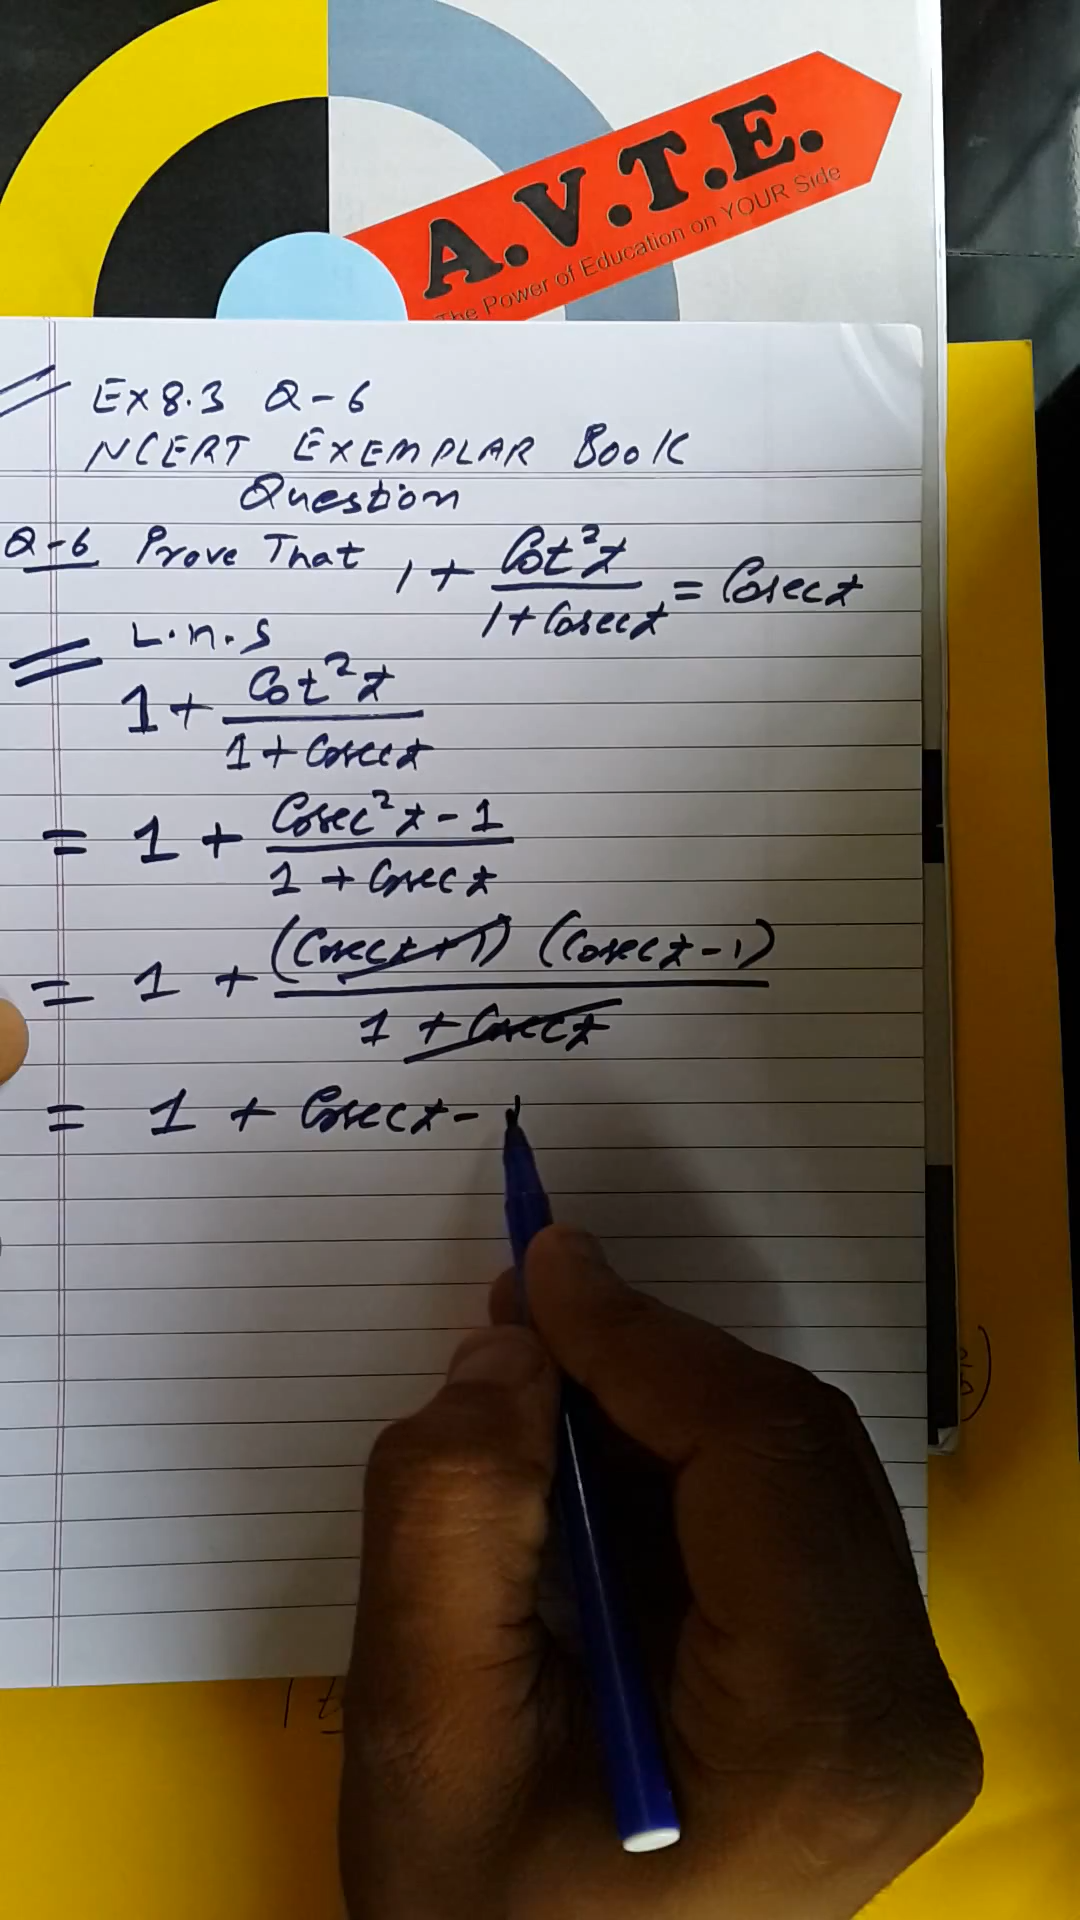 A.V.T.E.
The Power of Education on YOUR Side
Ex 8.3 Q-6
NCERT EXEMPLAR Book
Question
Q-6 Prove That 1 + Cot²x / 1 + Cosecx = Cosecx
L.H.S
1 + Cot²x / 1 + Cosecx
= 1 + Cosec²x - 1 / 1 + Cosecx
= 1 + (Cosecx + 1) (Cosecx - 1) / 1 + Cosecx
= 1 + Cosecx - 1